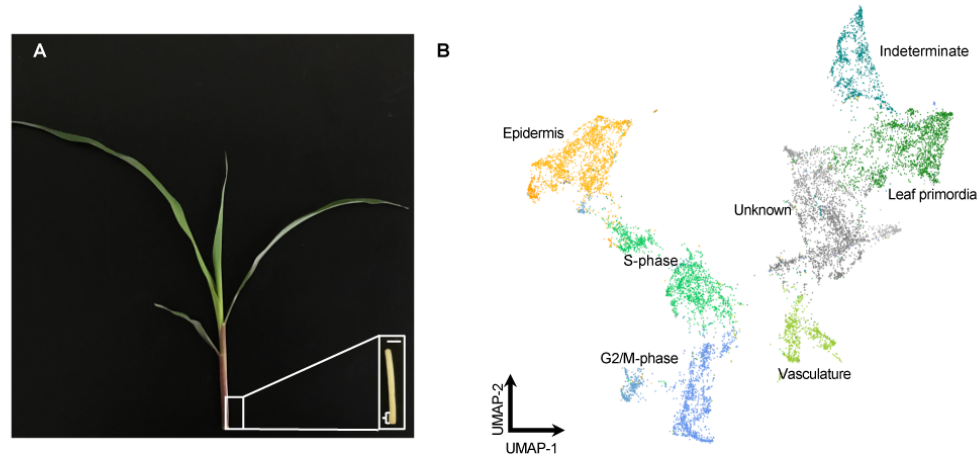 A
B
Indeterminate
Epidermis
Leaf primordia
Unknown
S-phase
G2/M-phase
Vasculature
UMAP-2
UMAP-1